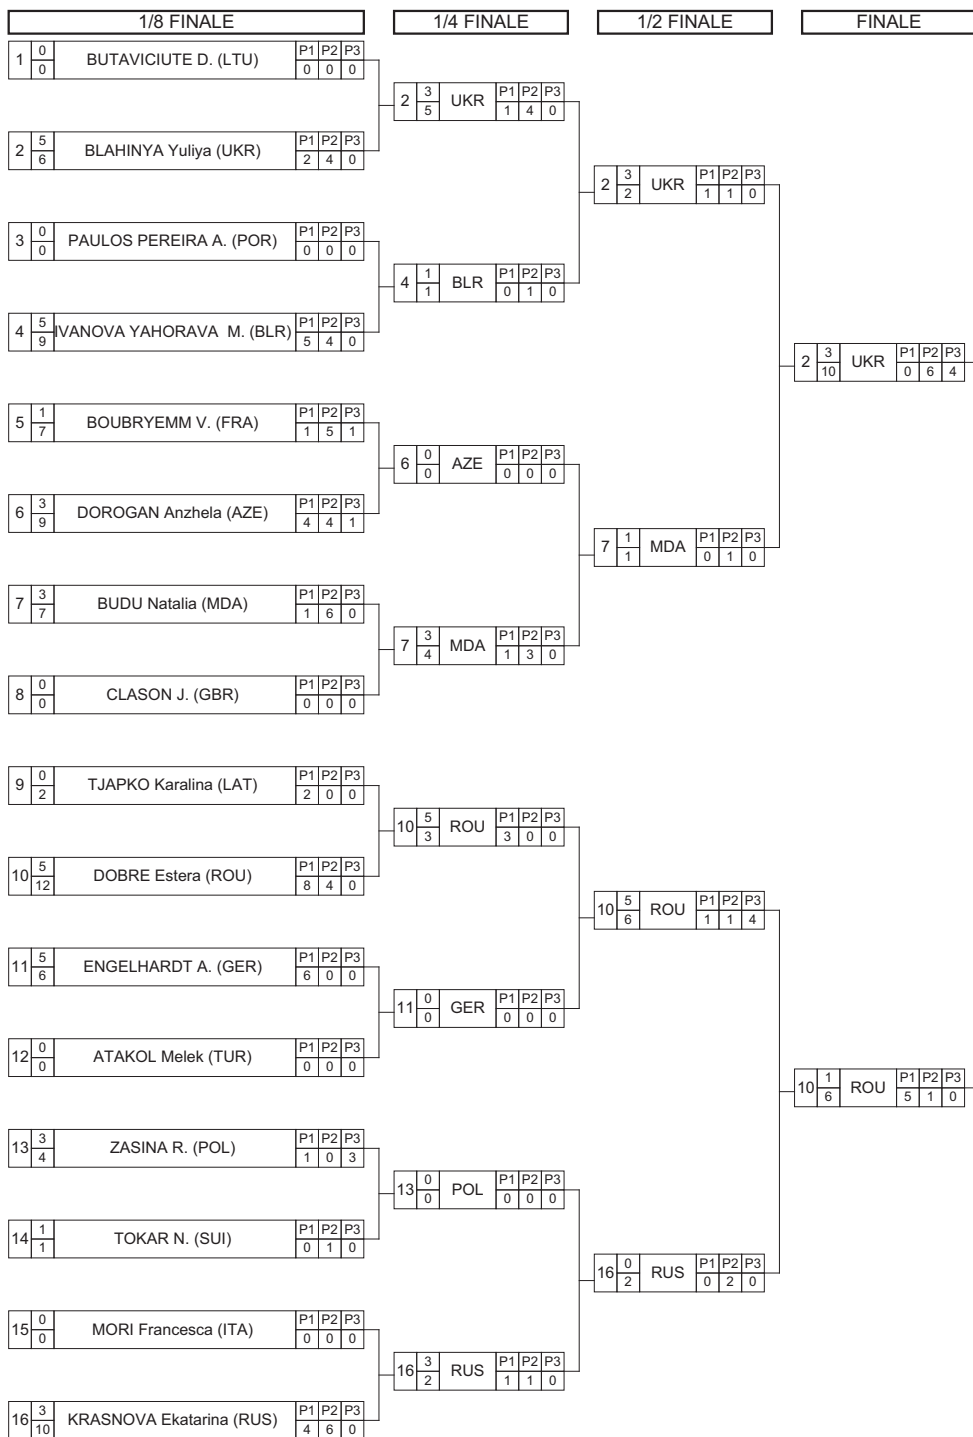 1/8 FINALE 1/4 FINALE 1/2 FINALE FINALE
1 0 0 BUTAVICIUTE D. (LTU) P1 P2 P3 0 0 0
2 3 5 UKR P1 P2 P3 1 4 0
2 5 6 BLAHINYA Yuliya (UKR) P1 P2 P3 2 4 0
2 3 2 UKR P1 P2 P3 1 1 0
3 0 0 PAULOS PEREIRA A. (POR) P1 P2 P3 0 0 0
4 1 1 BLR P1 P2 P3 0 1 0
4 5 9 IVANOVA YAHORAVA M. (BLR) P1 P2 P3 5 4 0
2 3 10 UKR P1 P2 P3 0 6 4
5 1 7 BOUBRYEMM V. (FRA) P1 P2 P3 1 5 1
6 0 0 AZE P1 P2 P3 0 0 0
6 3 9 DOROGAN Anzhela (AZE) P1 P2 P3 4 4 1
7 1 1 MDA P1 P2 P3 0 1 0
7 3 7 BUDU Natalia (MDA) P1 P2 P3 1 6 0
7 3 4 MDA P1 P2 P3 1 3 0
8 0 0 CLASON J. (GBR) P1 P2 P3 0 0 0
9 0 2 TJAPKO Karalina (LAT) P1 P2 P3 2 0 0
10 5 3 ROU P1 P2 P3 3 0 0
10 5 12 DOBRE Estera (ROU) P1 P2 P3 8 4 0
10 5 6 ROU P1 P2 P3 1 1 4
11 5 6 ENGELHARDT A. (GER) P1 P2 P3 6 0 0
11 0 0 GER P1 P2 P3 0 0 0
12 0 0 ATAKOL Melek (TUR) P1 P2 P3 0 0 0
10 1 6 ROU P1 P2 P3 5 1 0
13 3 4 ZASINA R. (POL) P1 P2 P3 1 0 3
13 0 0 POL P1 P2 P3 0 0 0
14 1 1 TOKAR N. (SUI) P1 P2 P3 0 1 0
16 0 2 RUS P1 P2 P3 0 2 0
15 0 0 MORI Francesca (ITA) P1 P2 P3 0 0 0
16 3 2 RUS P1 P2 P3 1 1 0
16 3 10 KRASNOVA Ekatarina (RUS) P1 P2 P3 4 6 0